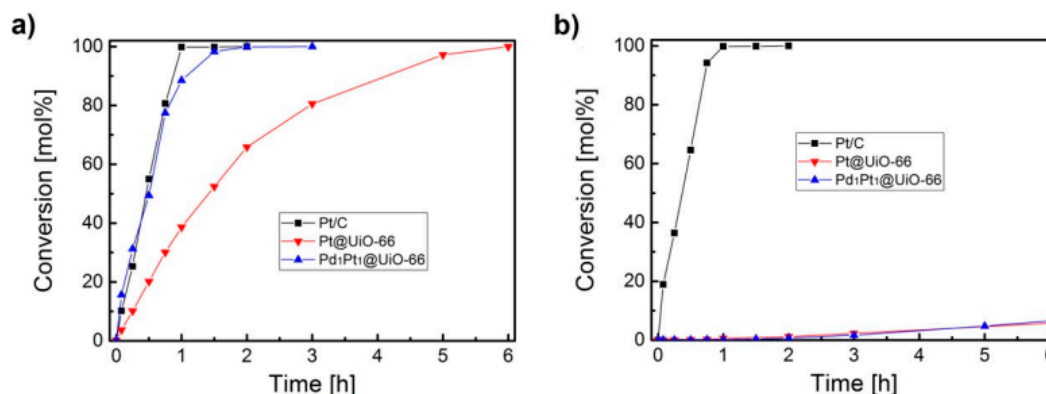 a)
100
80
60
40
20
0
Conversion [mol%]
Pt/C
Pt@UiO-66
Pd₁Pt₁@UiO-66
0 1 2 3 4 5 6
Time [h]
b)
100
80
60
40
20
0
Conversion [mol%]
Pt/C
Pt@UiO-66
Pd₁Pt₁@UiO-66
0 1 2 3 4 5
Time [h]